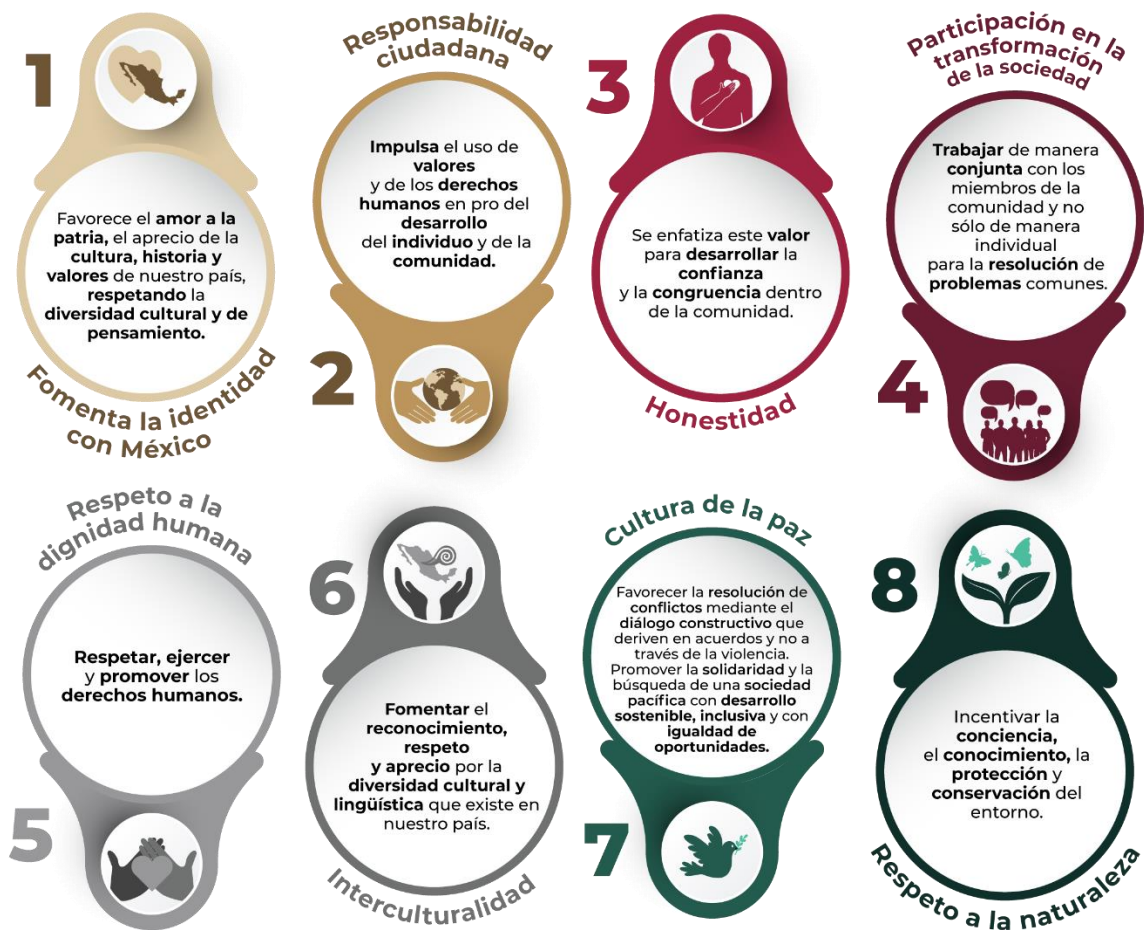 1
Favorece el amor a la
patria, el aprecio de la
cultura, historia y
valores de nuestro país,
respetando la
diversidad cultural y de
pensamiento.
Fomenta la identidad
con México
Responsabilidad
ciudadana
Impulsa el uso de
valores
y de los derechos
humanos en pro del
desarrollo
del individuo y de la
comunidad.
2
3
Se enfatiza este valor
para desarrollar la
confianza
y la congruencia dentro
de la comunidad.
Honestidad
Participación en la
transformación
de la sociedad
Trabajar de manera
conjunta con los
miembros de la
comunidad y no
sólo de manera
individual
para la resolución de
problemas comunes.
4
Respeto a la
dignidad humana
Respetar, ejercer
y promover los
derechos humanos.
5
6
Fomentar el
reconocimiento,
respeto
y aprecio por la
diversidad cultural y
lingüística que existe en
nuestro país.
Interculturalidad
Cultura de la paz
Favorecer la resolución de
conflictos mediante el
diálogo constructivo que
deriven en acuerdos y no a
través de la violencia.
Promover la solidaridad y la
búsqueda de una sociedad
pacífica con desarrollo
sostenible, inclusiva y con
igualdad de
oportunidades.
7
8
Incentivar la
conciencia,
el conocimiento, la
protección y
conservación del
entorno.
Respeto a la naturaleza